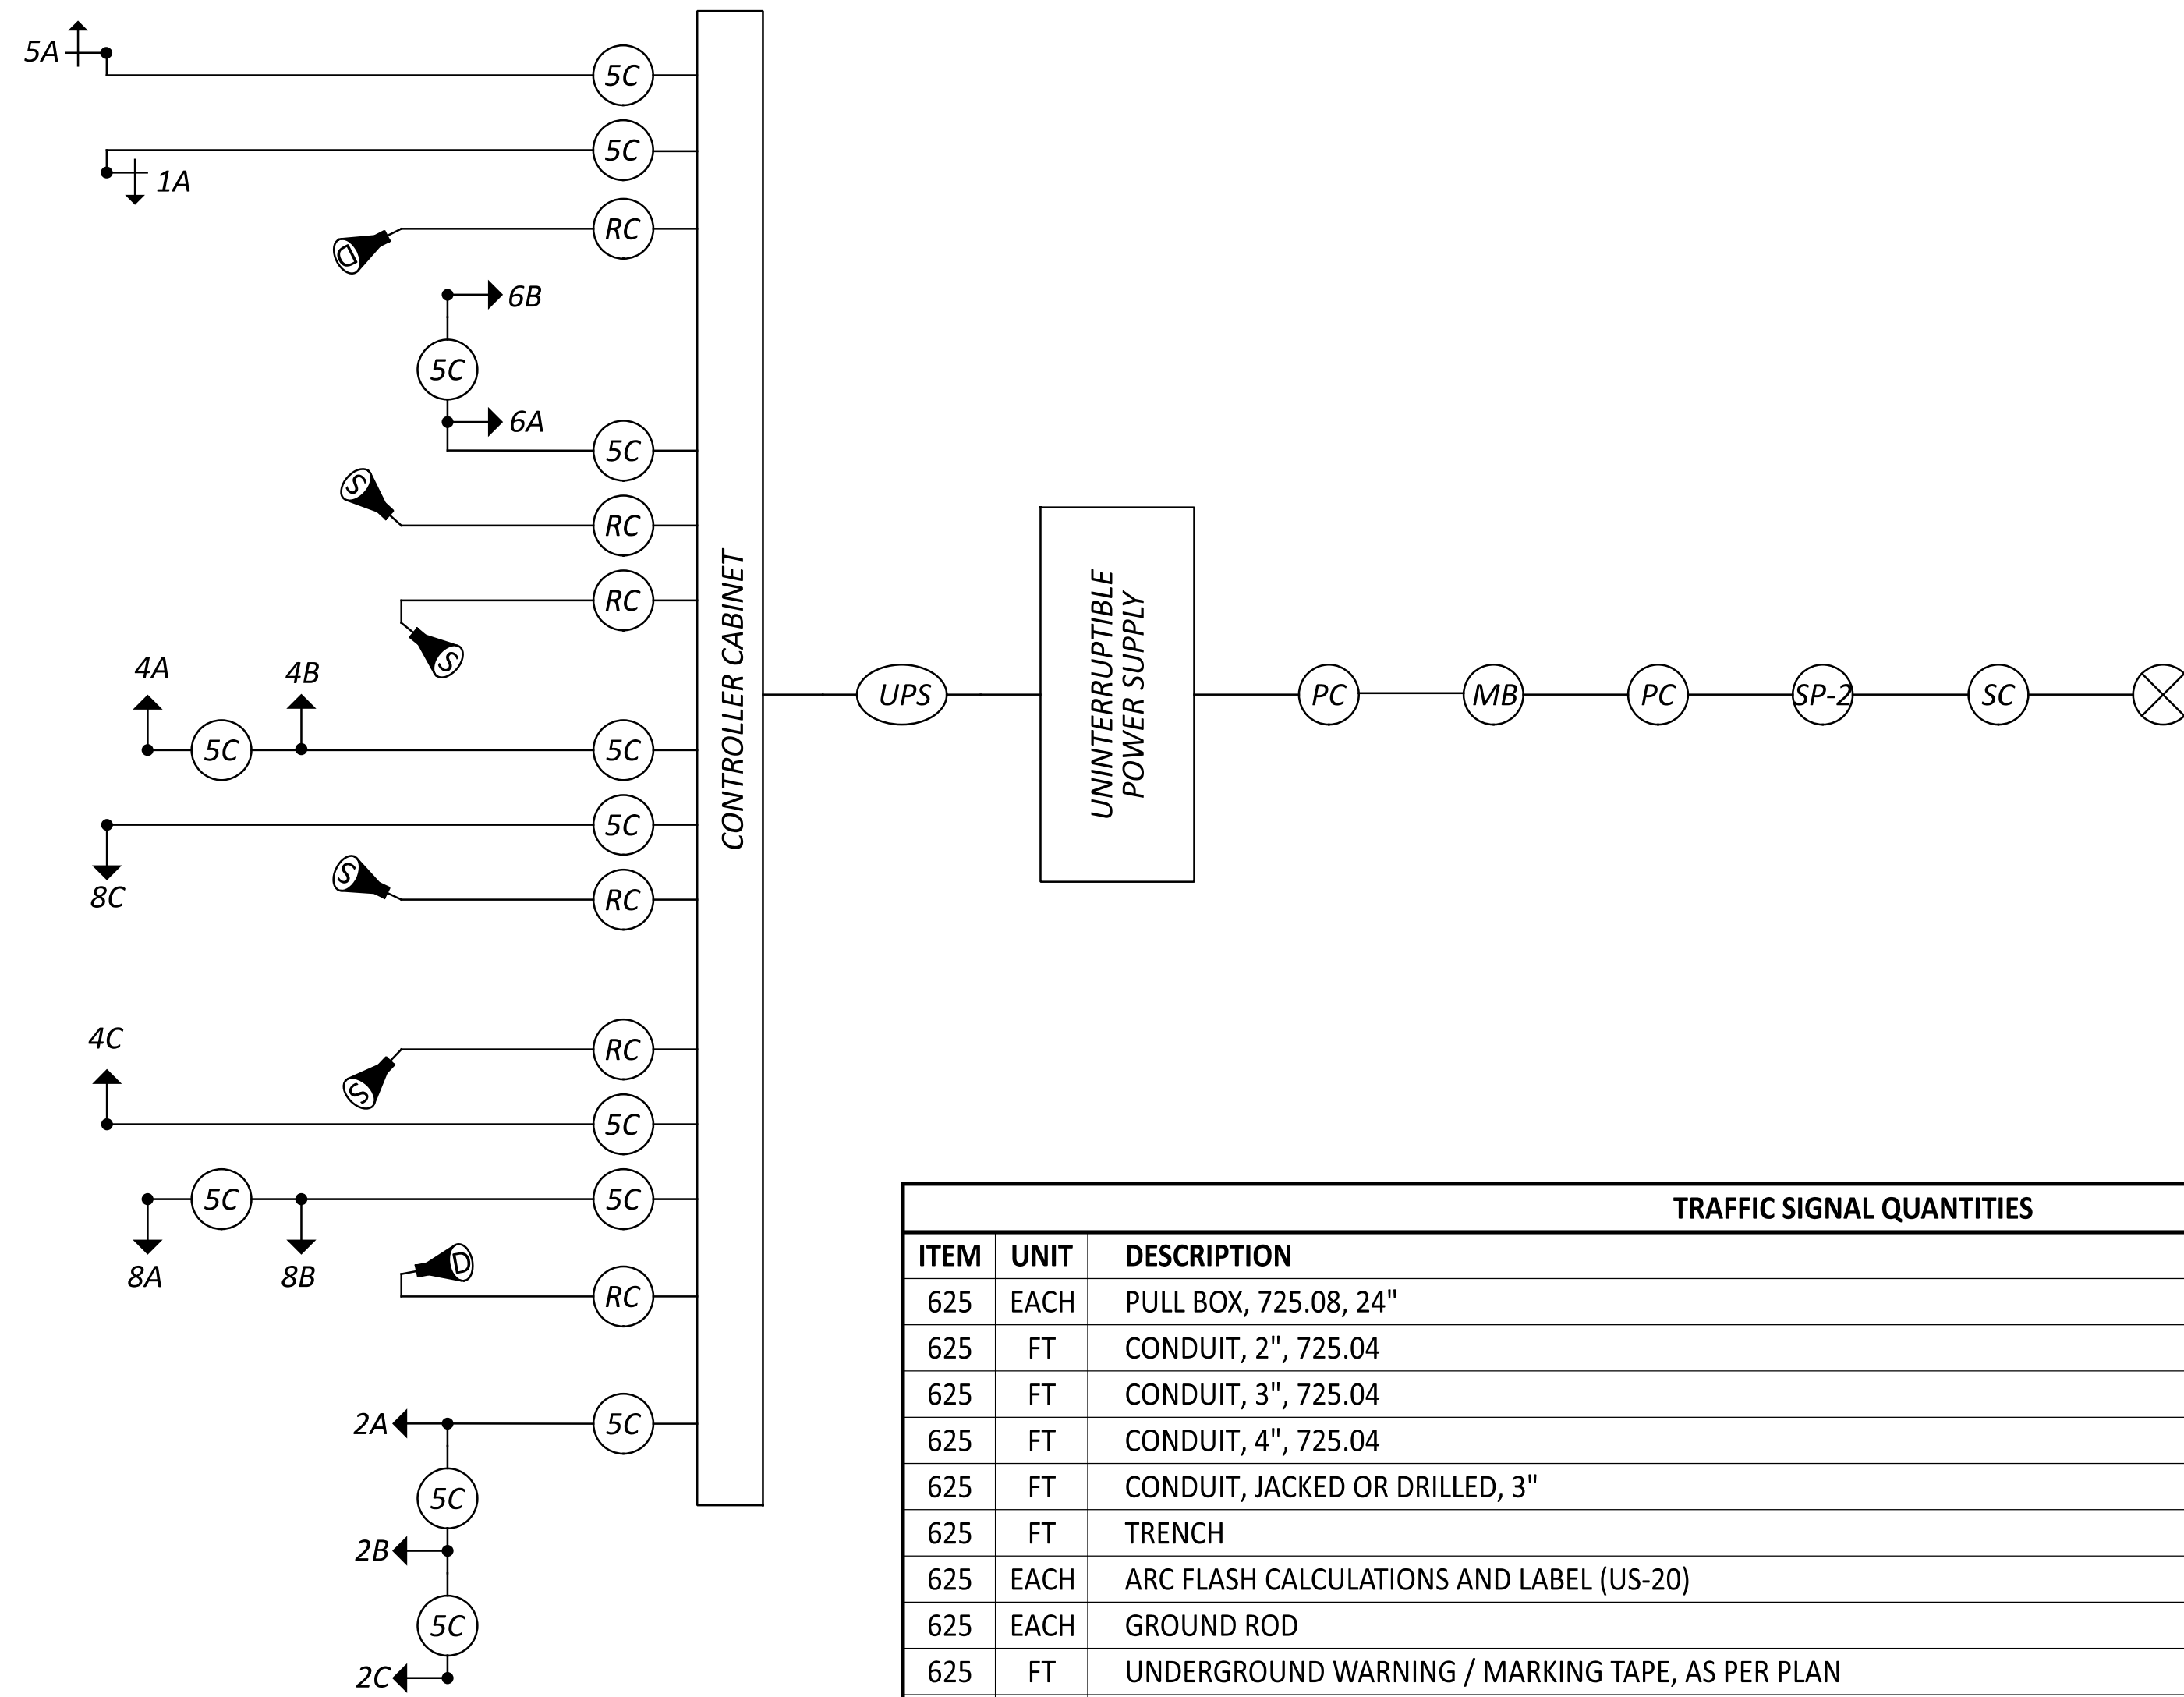 5A
5C
5C
1A
RC
D
6B
5C
6A
5C
S
RC
RC
S
4A
4B
5C
5C
5C
8C
S
RC
CONTROLLER CABINET
UPS
UNINTERRUPTIBLE
POWER SUPPLY
PC
MB
PC
SP-2
SC
4C
RC
S
5C
5C
5C
8A
8B
D
RC
2A
5C
5C
2B
5C
2C
TRAFFIC SIGNAL QUANTITIES
ITEM UNIT DESCRIPTION
625 EACH PULL BOX, 725.08, 24"
625 FT CONDUIT, 2", 725.04
625 FT CONDUIT, 3", 725.04
625 FT CONDUIT, 4", 725.04
625 FT CONDUIT, JACKED OR DRILLED, 3"
625 FT TRENCH
625 EACH ARC FLASH CALCULATIONS AND LABEL (US-20)
625 EACH GROUND ROD
625 FT UNDERGROUND WARNING / MARKING TAPE, AS PER PLAN